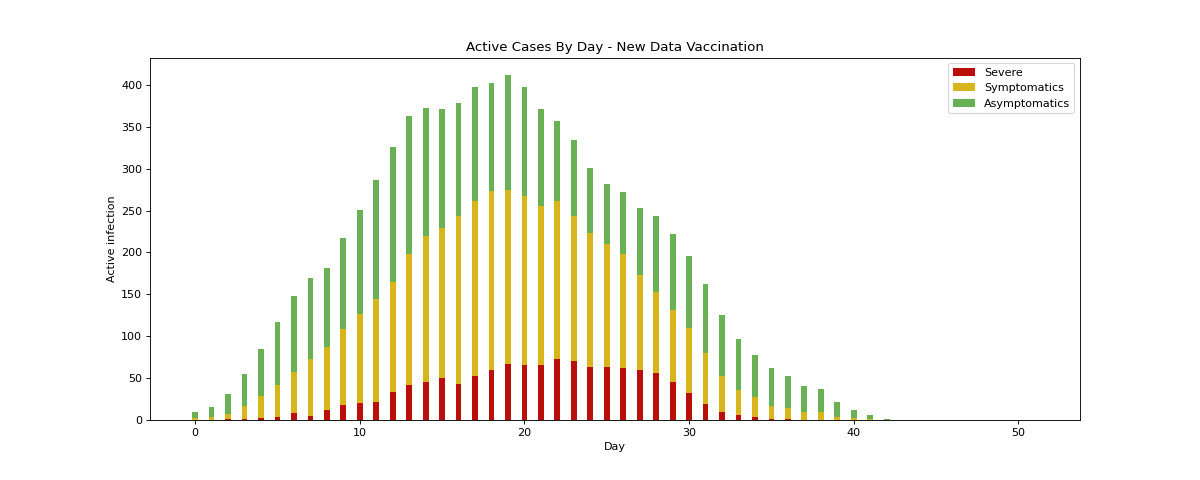 Active Cases By Day - New Data Vaccination
Severe
Symptomatics
Asymptomatics
Active infection
400
350
300
250
200
150
100
50
0
0 10 20 30 40 50
Day